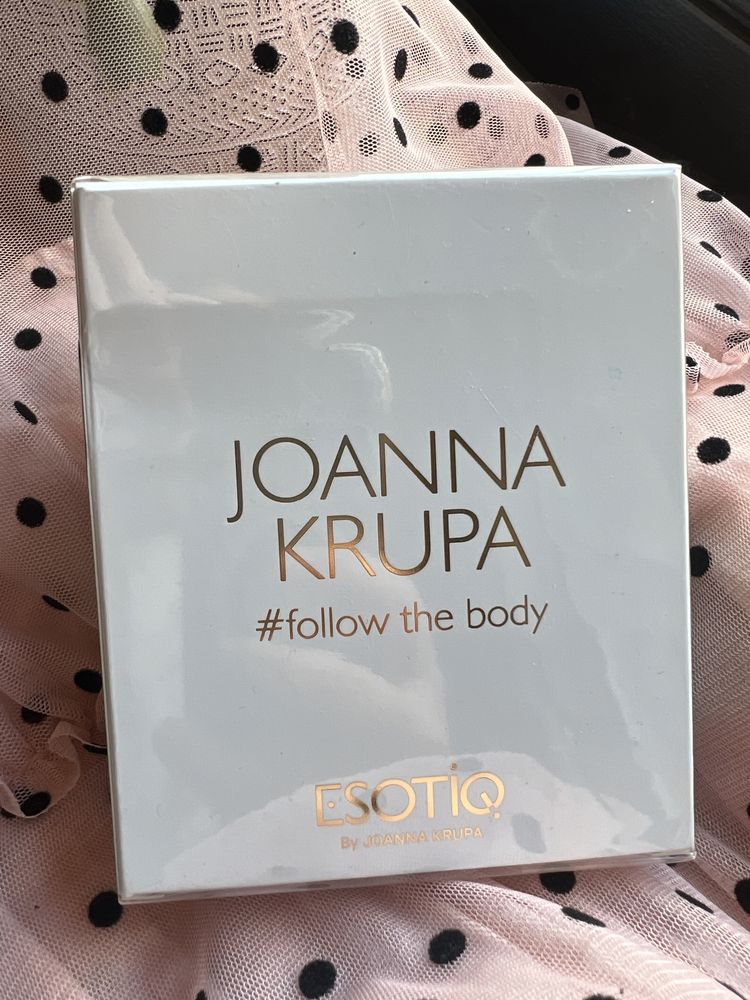 JOANNA
KRUPA
#follow the body
ESOTIQ
By JOANNA KRUPA